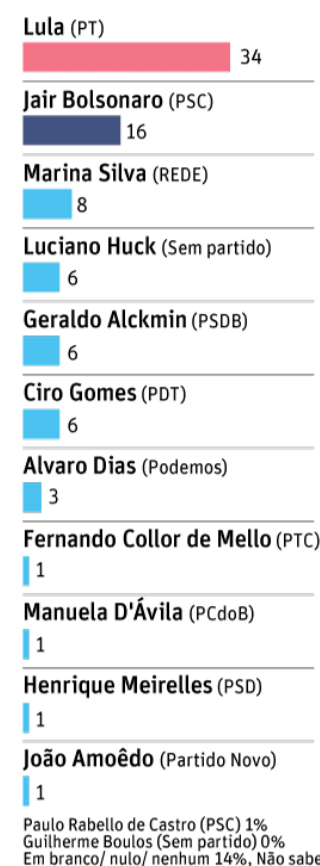 Lula (PT)
34
Jair Bolsonaro (PSC)
16
Marina Silva (REDE)
8
Luciano Huck (Sem partido)
6
Geraldo Alckmin (PSDB)
6
Ciro Gomes (PDT)
6
Alvaro Dias (Podemos)
3
Fernando Collor de Mello (PTC)
1
Manuela D'Ávila (PCdoB)
1
Henrique Meirelles (PSD)
1
João Amoêdo (Partido Novo)
1
Paulo Rabello de Castro (PSC) 1%
Guilherme Boulos (Sem partido) 0%
Em branco/ nulo/ nenhum 14%, Não sabe